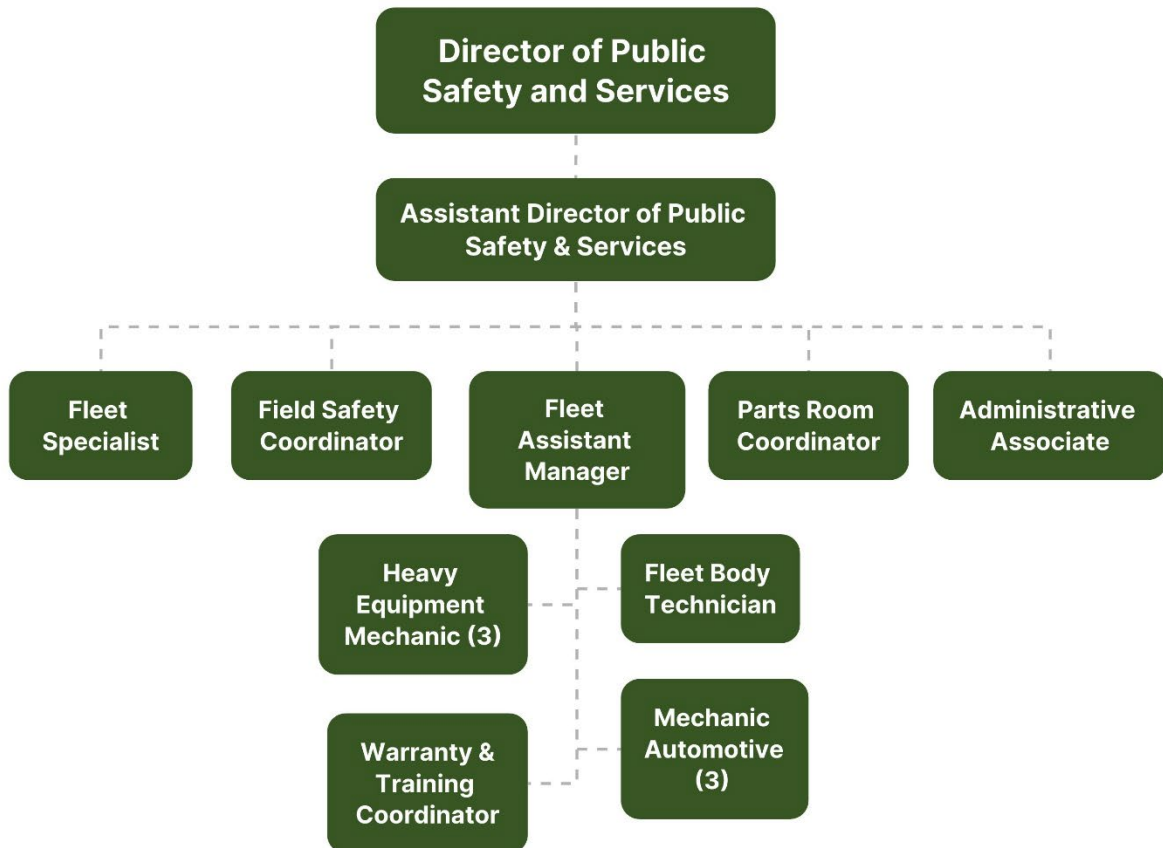 Director of Public
Safety and Services
Assistant Director of Public
Safety & Services
Fleet
Specialist
Field Safety
Coordinator
Fleet
Assistant
Manager
Parts Room
Coordinator
Administrative
Associate
Heavy
Equipment
Mechanic (3)
Fleet Body
Technician
Warranty &
Training
Coordinator
Mechanic
Automotive
(3)